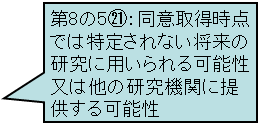 第8の5㉑：同意取得時点
では特定されない将来の
研究に用いられる可能性
又は他の研究機関に提
供する可能性